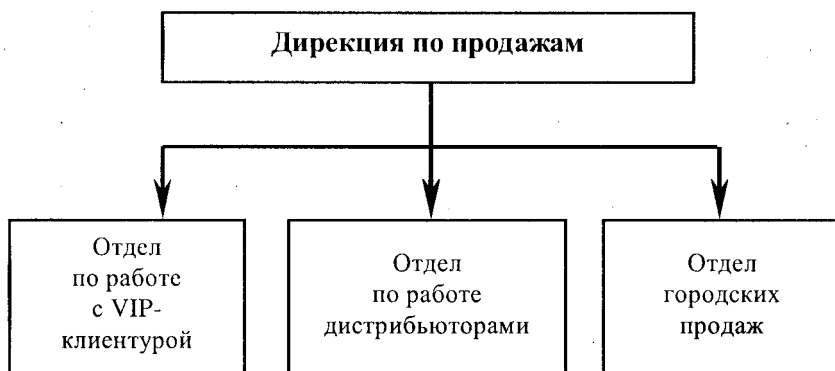 Дирекция по продажам
Отдел
по работе
с VIP-
клиентурой
Отдел
по работе
дистрибьюторами
Отдел
городских
продаж